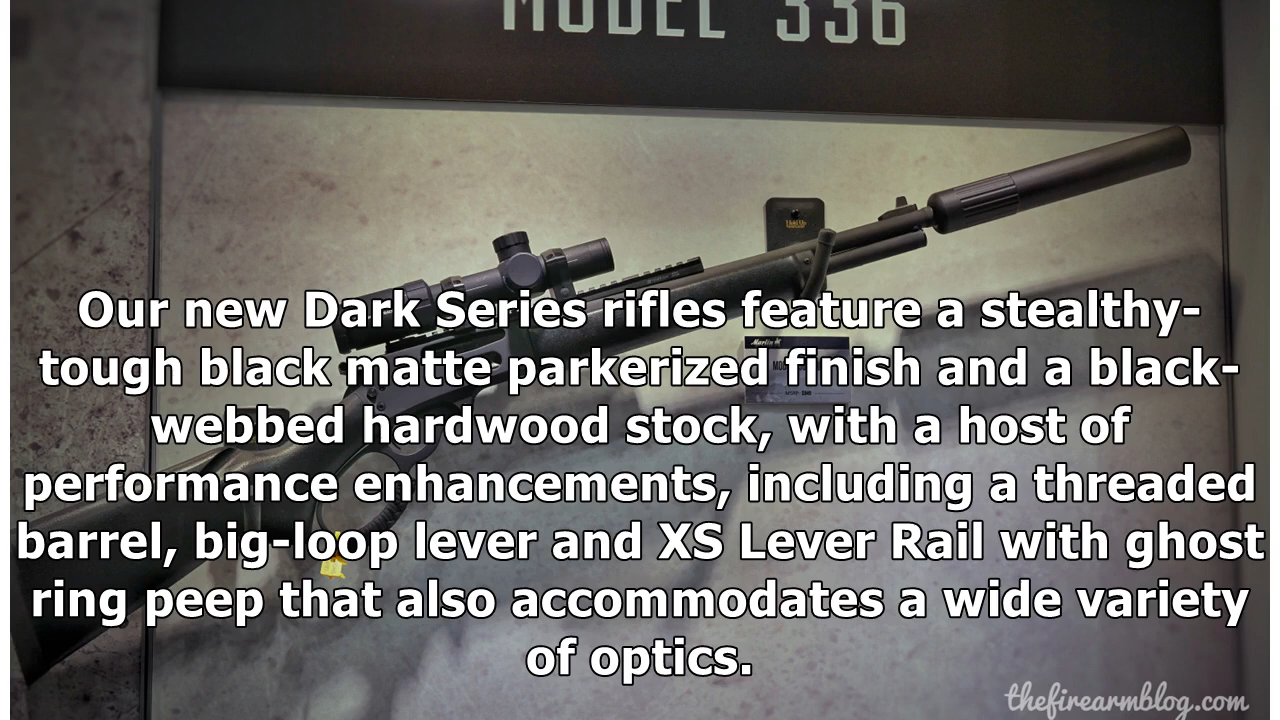 MODEL 336
Our new Dark Series rifles feature a stealthy-
tough black matte parkerized finish and a black-
webbed hardwood stock, with a host of
performance enhancements, including a threaded
barrel, big-loop lever and XS Lever Rail with ghost
ring peep that also accommodates a wide variety
of optics.
Marlin
thefirearmblog.com